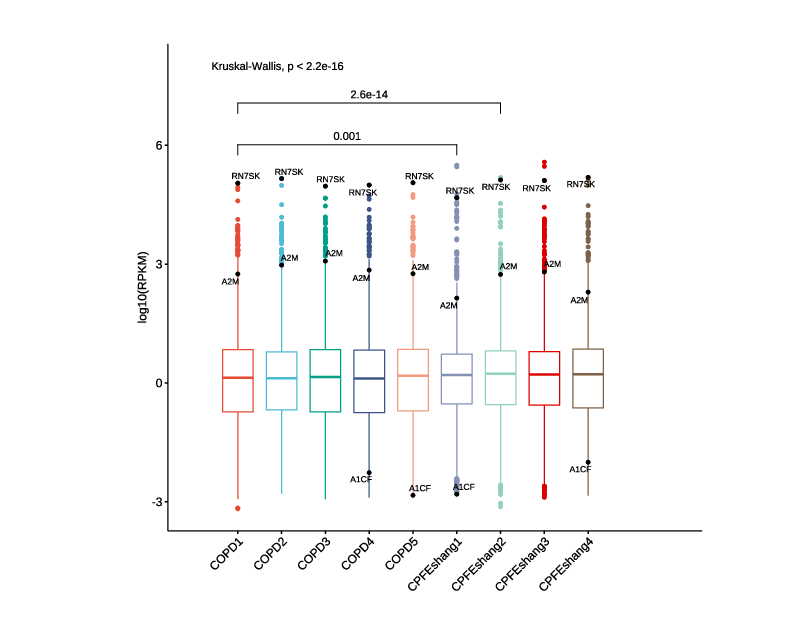 Kruskal-Wallis, p < 2.2e-16
2.6e-14
0.001
6
3
0
-3
log10(RPKM)
RN7SK
RN7SK
RN7SK
RN7SK
RN7SK
RN7SK
RN7SK
RN7SK
RN7SK
A2M
A2M
A2M
A2M
A2M
A2M
A2M
A2M
A2M
A1CF
A1CF
A1CF
A1CF
COPD1
COPD2
COPD3
COPD4
COPD5
CPFEshang1
CPFEshang2
CPFEshang3
CPFEshang4